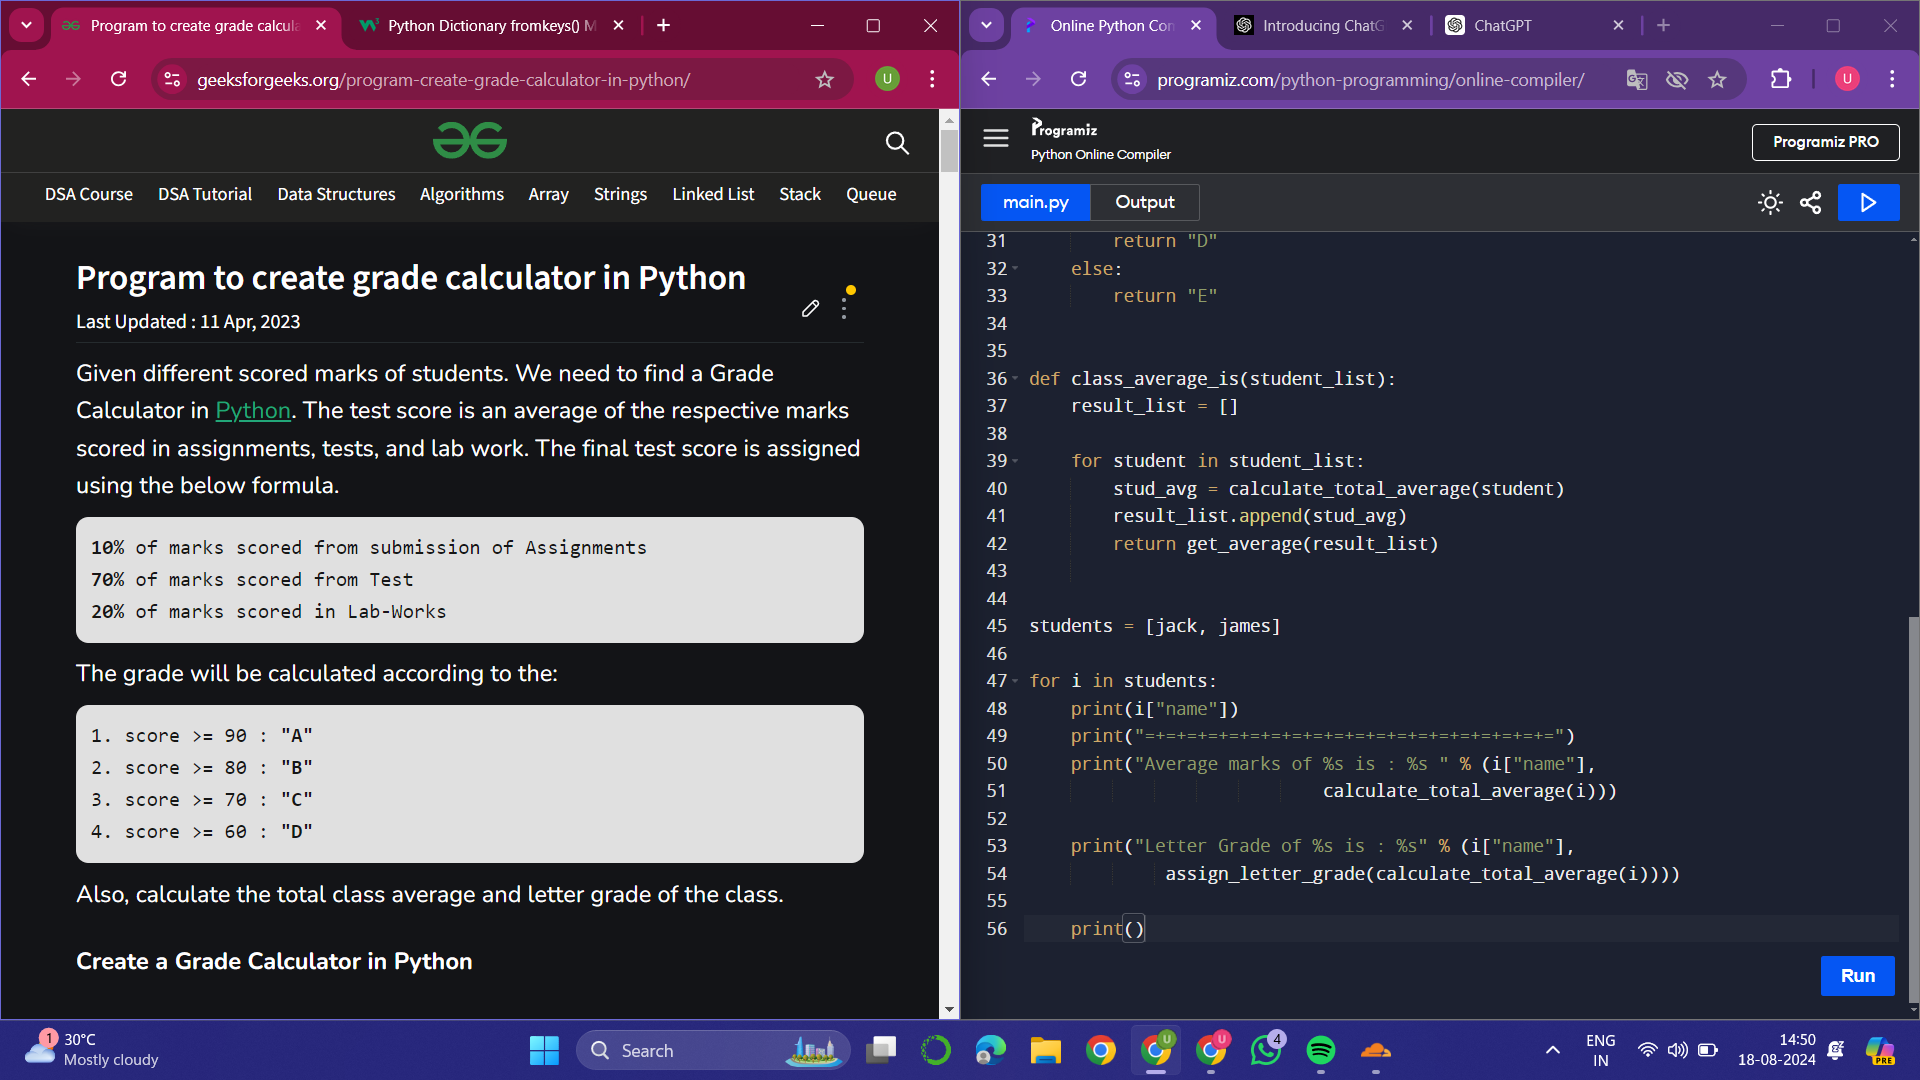 Program to create grade calcula
Python Dictionary fromkeys() M
geeksforgeeks.org/program-create-grade-calculator-in-python/
U
DSA Course DSA Tutorial Data Structures Algorithms Array Strings Linked List Stack Queue
Program to create grade calculator in Python
Last Updated : 11 Apr, 2023
Given different scored marks of students. We need to find a Grade
Calculator in Python. The test score is an average of the respective marks
scored in assignments, tests, and lab work. The final test score is assigned
using the below formula.
10% of marks scored from submission of Assignments
70% of marks scored from Test
20% of marks scored in Lab-Works
The grade will be calculated according to the:
1. score >= 90 : "A"
2. score >= 80 : "B"
3. score >= 70 : "C"
4. score >= 60 : "D"
Also, calculate the total class average and letter grade of the class.
Create a Grade Calculator in Python
Online Python Con
Introducing ChatG
ChatGPT
programiz.com/python-programming/online-compiler/
U
Programiz
Python Online Compiler
Programiz PRO
main.py
Output
31 return "D"
32 else:
33 return "E"
34
35
36 def class_average_is(student_list):
37 result_list = []
38
39 for student in student_list:
40 stud_avg = calculate_total_average(student)
41 result_list.append(stud_avg)
42 return get_average(result_list)
43
44
45 students = [jack, james]
46
47 for i in students:
48 print(i["name"])
49 print("=+=+=+=+=+=+=+=+=+=+=+=+=+=+=+=+=+=+=+=")
50 print("Average marks of %s is : %s " % (i["name"],
51 calculate_total_average(i)))
52
53 print("Letter Grade of %s is : %s" % (i["name"],
54 assign_letter_grade(calculate_total_average(i))))
55
56 print()
Run
1
30°C
Mostly cloudy
Search
U
U
4
ENG
IN
14:50
18-08-2024
PRE